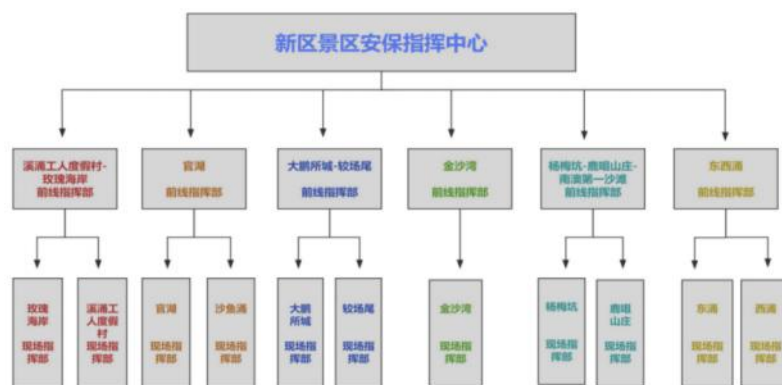 新区景区安保指挥中心
溪涌工人度假村-
玫瑰海岸
前线指挥部
官湖
前线指挥部
大鹏所城-较场尾
前线指挥部
金沙湾
前线指挥部
杨梅坑-鹿咀山庄-
南澳第一沙滩
前线指挥部
东西涌
前线指挥部
玫瑰
海岸
现场指
挥部
溪涌工
人度假
村
现场指
挥部
官湖
现场指
挥部
沙鱼涌
现场指
挥部
大鹏
所城
现场指
挥部
较场尾
现场指
挥部
金沙湾
现场指
挥部
杨梅坑
现场指
挥部
鹿咀
山庄
现场指
挥部
东涌
现场指
挥部
西涌
现场指
挥部